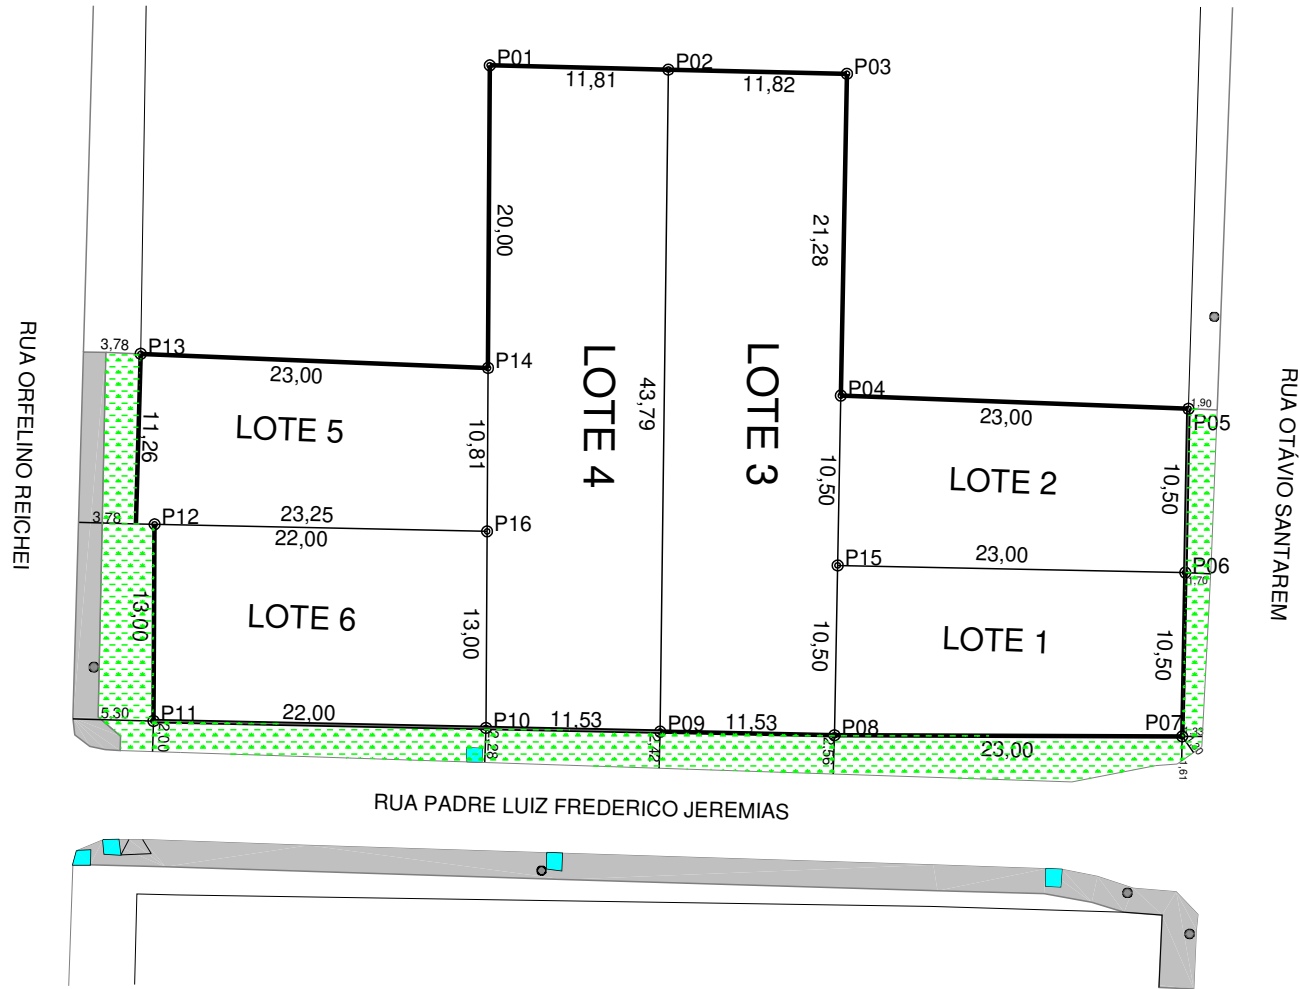 P01
P02
P03
11,81
11,82
20,00
21,28
RUA ORFELINO REICHEI
3,78
P13
P14
23,00
LOTE 5
11,26
10,81
LOTE 4
43,79
LOTE 3
P04
23,00
1,90
P05
LOTE 2
10,50
10,50
RUA OTÁVIO SANTAREM
3,78
P12
23,25
22,00
P16
P15
23,00
P06
1,70
LOTE 6
13,00
13,00
LOTE 1
10,50
10,50
5,30
P11
22,00
P10
11,53
P09
11,53
P08
23,00
P07
2,00
2,28
2,42
2,56
1,61
RUA PADRE LUIZ FREDERICO JEREMIAS